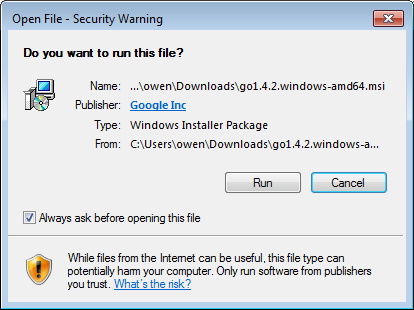 Open File - Security Warning
Do you want to run this file?
Name: ...\owen\Downloads\go1.4.2.windows-amd64.msi
Publisher: Google Inc
Type: Windows Installer Package
From: C:\Users\owen\Downloads\go1.4.2.windows-a...
Run Cancel
Always ask before opening this file
While files from the Internet can be useful, this file type can
potentially harm your computer. Only run software from publishers
you trust. What's the risk?